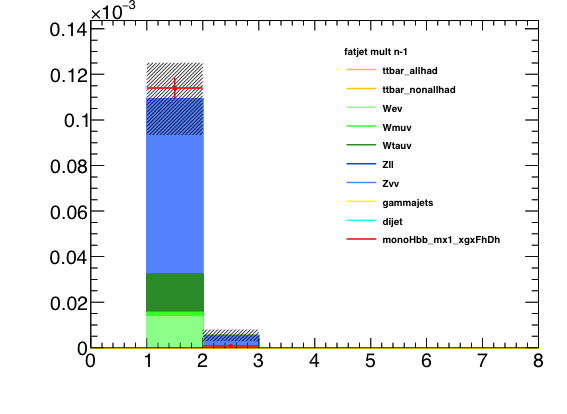 ×10⁻³
0.14
0.12
0.1
0.08
0.06
0.04
0.02
0
fatjet mult n-1
ttbar_allhad
ttbar_nonallhad
Wev
Wmuv
Wtauv
Zll
Zvv
gammajets
dijet
monoHbb_mx1_xgxFhDh
0 1 2 3 4 5 6 7 8